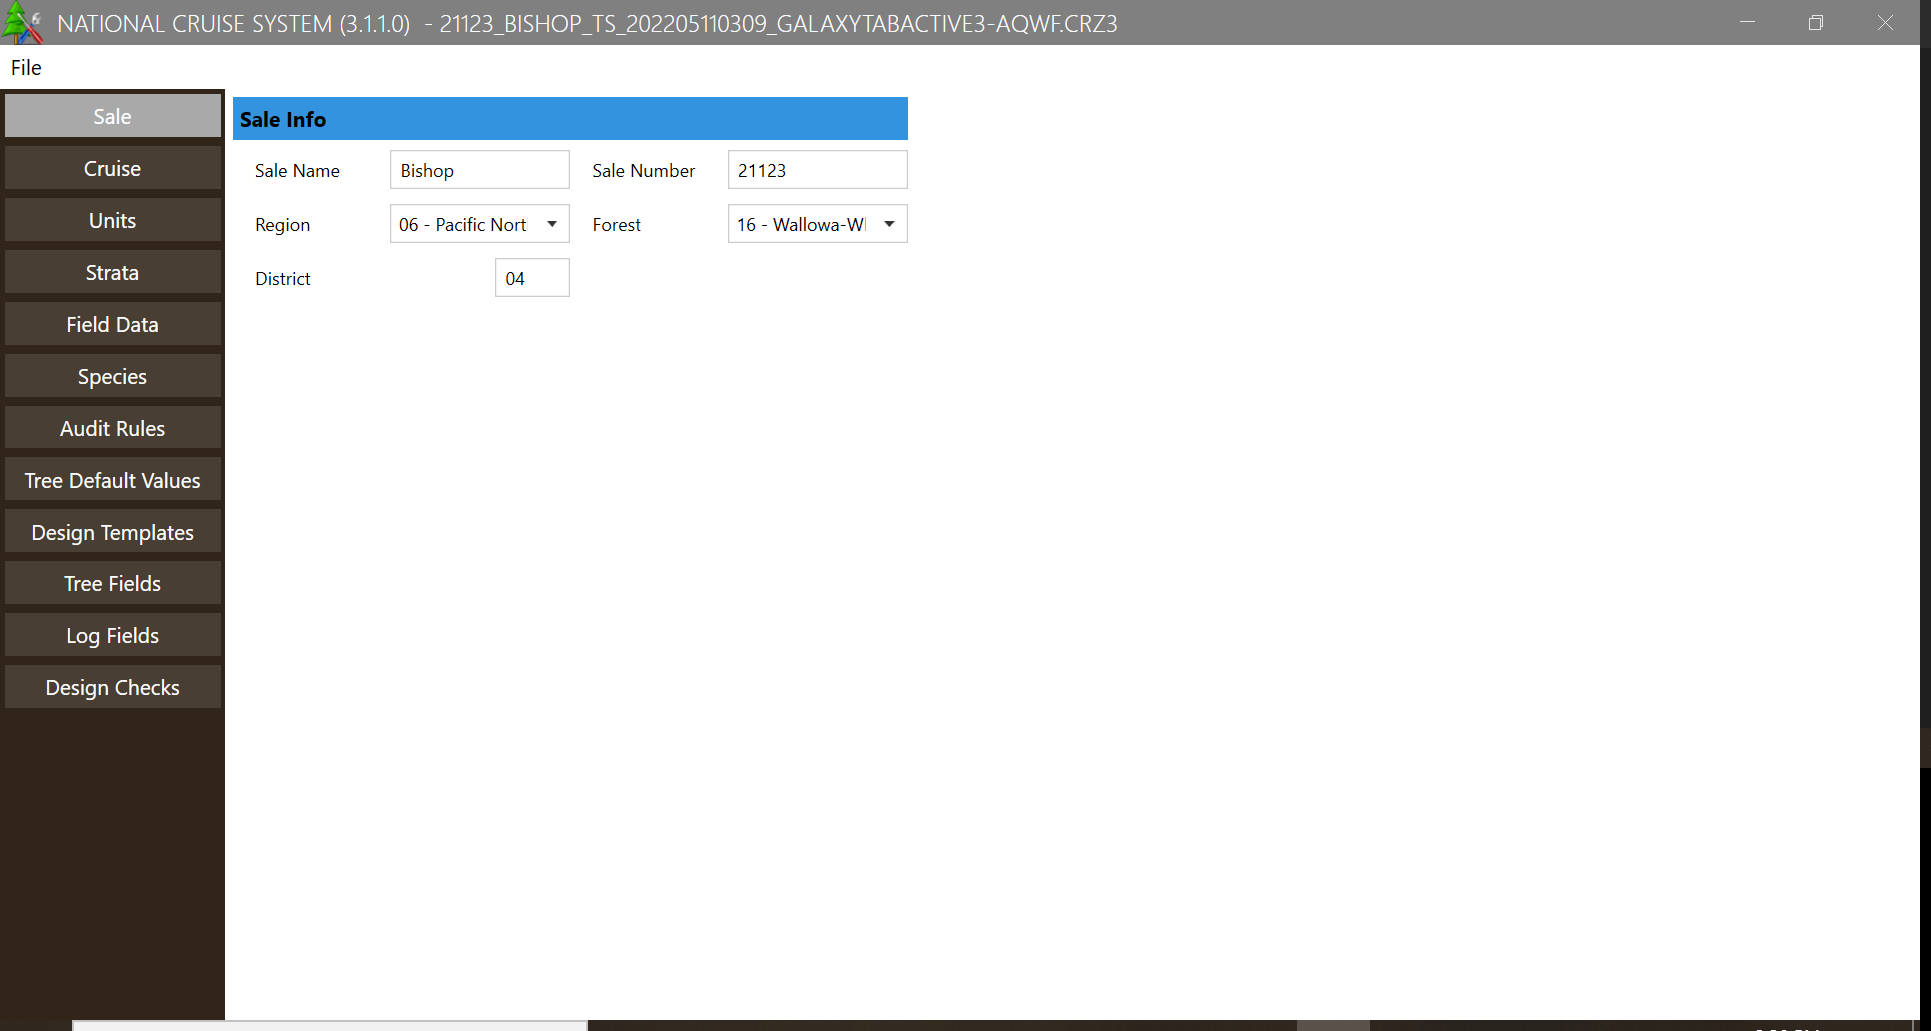 NATIONAL CRUISE SYSTEM (3.1.1.0) - 21123_BISHOP_TS_202205110309_GALAXYTABACTIVE3-AQWF.CRZ3
File
Sale
Cruise
Units
Strata
Field Data
Species
Audit Rules
Tree Default Values
Design Templates
Tree Fields
Log Fields
Design Checks
Sale Info
Sale Name Bishop Sale Number 21123
Region 06 - Pacific Nort Forest 16 - Wallowa-W
District 04